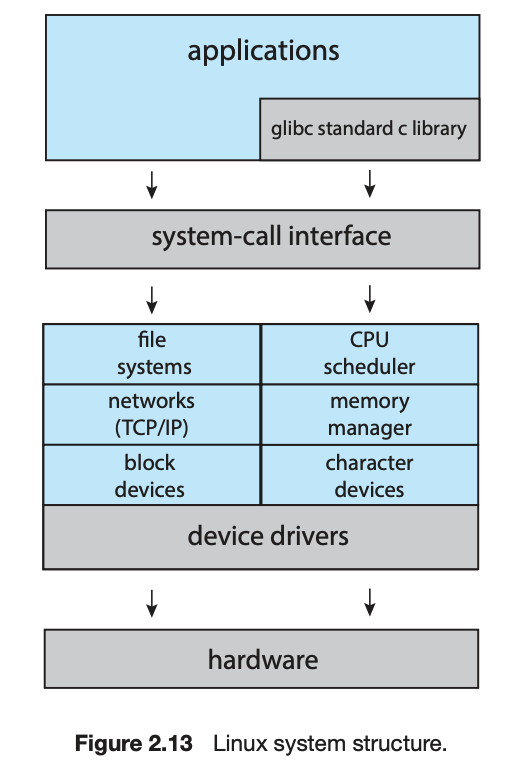 applications
glibc standard c library
system-call interface
file
systems
CPU
scheduler
networks
(TCP/IP)
memory
manager
block
devices
character
devices
device drivers
hardware
Figure 2.13 Linux system structure.